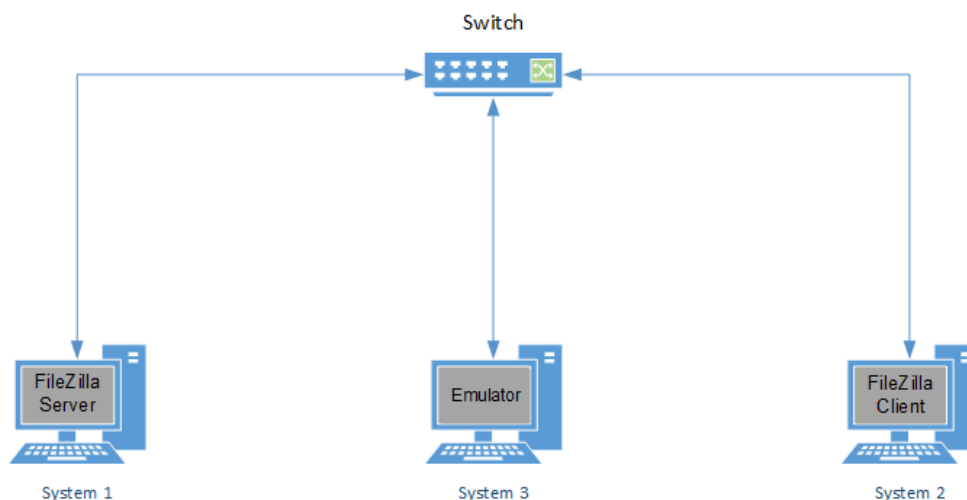 Switch
FileZilla
Server
Emulator
FileZilla
Client
System 1
System 3
System 2